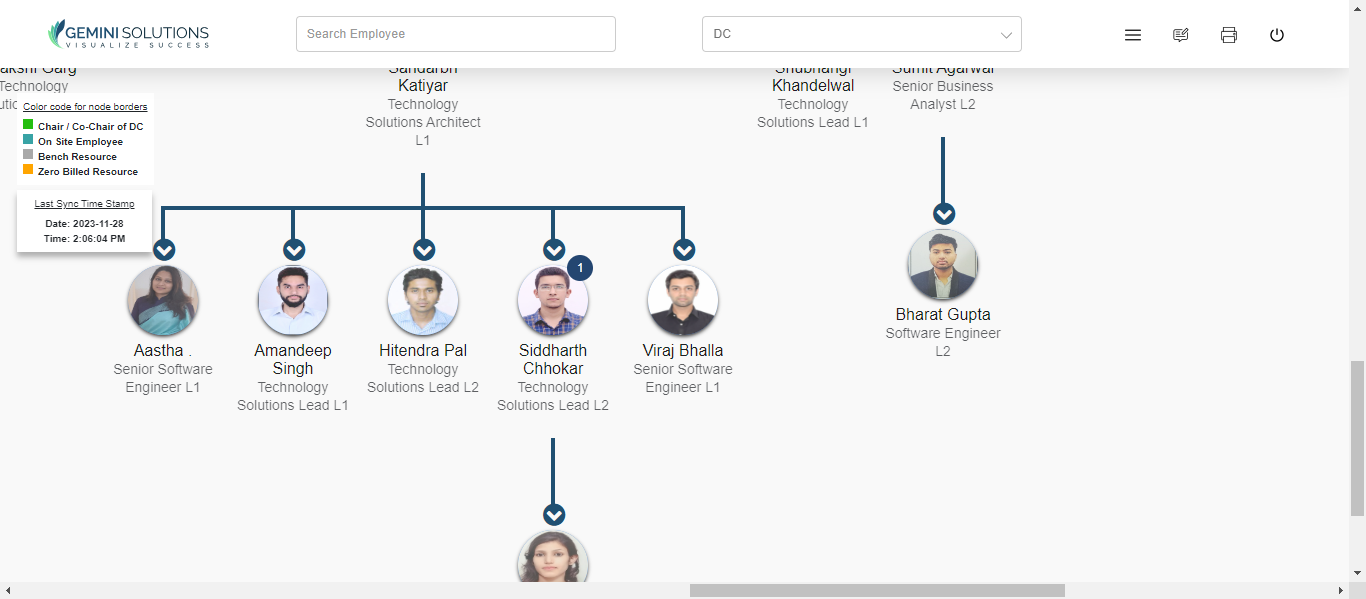 GEMINI SOLUTIONS
VISUALIZE SUCCESS
Search Employee
DC
Garg
Technology
Sandarbh
Katiyar
Technology
Solutions Architect
L1
Shubhangi
Khandelwal
Technology
Solutions Lead L1
Sumit Agarwal
Senior Business
Analyst L2
Color code for node borders
Chair / Co-Chair of DC
On Site Employee
Bench Resource
Zero Billed Resource
Last Sync Time Stamp
Date: 2023-11-28
Time: 2:06:04 PM
Aastha .
Senior Software
Engineer L1
Amandeep
Singh
Technology
Solutions Lead L1
Hitendra Pal
Technology
Solutions Lead L2
1
Siddharth
Chhokar
Technology
Solutions Lead L2
Viraj Bhalla
Senior Software
Engineer L1
Bharat Gupta
Software Engineer
L2